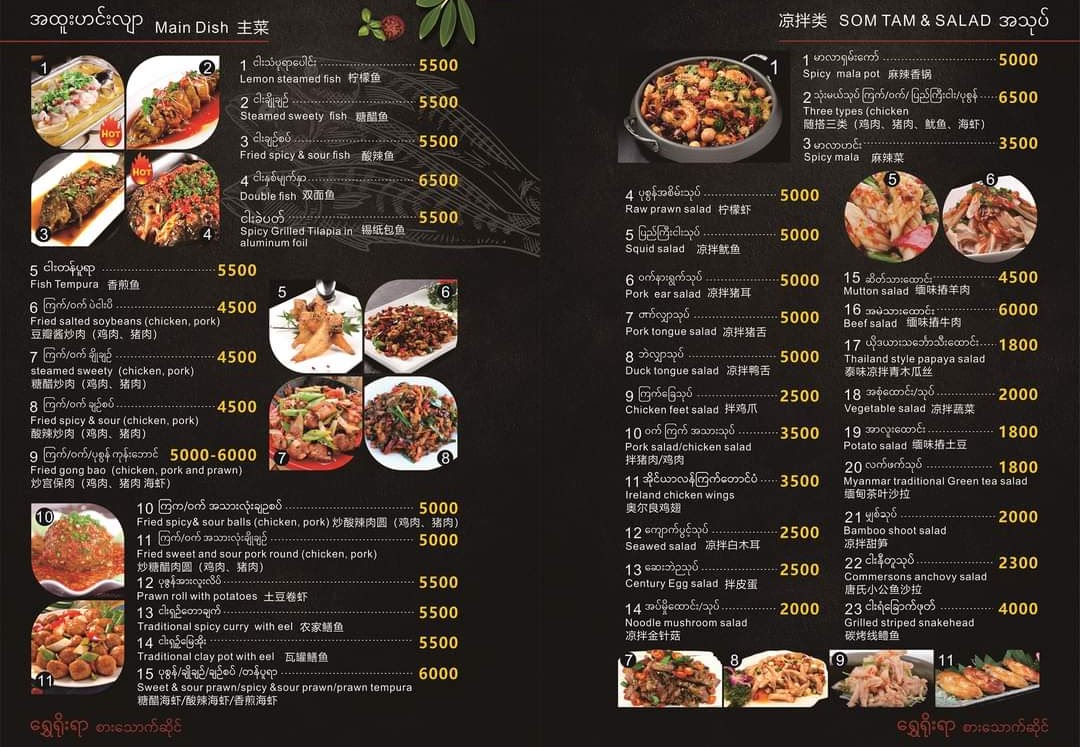 အထူးဟင်းလျာ Main Dish 主菜
1 ငါးသံပုရာပေါင်း 5500
Lemon steamed fish 柠檬鱼
2 ငါးချိုချဉ် 5500
Steamed sweety fish 糖醋鱼
3 ငါးချဉ်စပ် 5500
Fried spicy & sour fish 酸辣鱼
4 ငါးနှစ်မျက်နှာ 6500
Double fish 双面鱼
ငါးခဲပတ် 5500
Spicy Grilled Tilapia in 锡纸包鱼
aluminum foil
1
2
HOT
HOT
3
4
5 ငါးတန်ပူရာ 5500
Fish Tempura 香煎鱼
6 ကြက်/ဝက် ပဲငါးပိ 4500
Fried salted soybeans (chicken, pork)
豆瓣酱炒肉（鸡肉、猪肉）
7 ကြက်/ဝက် ချိုချဉ် 4500
steamed sweety (chicken, pork)
糖醋炒肉（鸡肉、猪肉）
8 ကြက်/ဝက် ချဉ်စပ် 4500
Fried spicy & sour (chicken, pork)
酸辣炒肉（鸡肉、猪肉）
9 ကြက်/ဝက်/ပုစွန် ကုန်းဘောင် 5000-6000
Fried gong bao (chicken, pork and prawn)
炒宫保肉（鸡肉、猪肉 海虾）
5
6
7
8
10 ကြက/ဝက် အသားလုံးချဉစပ် 5000
Fried spicy& sour balls (chicken, pork) 炒酸辣肉圆（鸡肉、猪肉）
11 ကြက်/ဝက် အသားလုံးချိုချဉ် 5000
Fried sweet and sour pork round (chicken, pork)
炒糖醋肉圆（鸡肉、猪肉）
12 ပုစွန်အားလူးလိပ် 5500
Prawn roll with potatoes 土豆卷虾
13 ငါးရှဉ့်တောချက် 5500
Traditional spicy curry with eel 农家鳝鱼
14 ငါးရှဉ့်မြေအိုး 5500
Traditional clay pot with eel 瓦罐鳝鱼
15 ပုစွန်/ချိုချဉ်/ချဉ်စပ် /တန်ပူရာ 6000
Sweet & sour prawn/spicy &sour prawn/prawn tempura
糖醋海虾/酸辣海虾/香煎海虾
10
11
ရွှေရိုးရာ စားသောက်ဆိုင်
凉拌类 SOM TAM & SALAD အသုပ်
1
1 မာလာရှမ်းကော် 5000
Spicy mala pot 麻辣香锅
2 သုံးမယ်သုပ် ကြက်/ဝက်/ ပြည်ကြီးငါး/ပုစွန် 6500
Three types (chicken
随搭三类（鸡肉、猪肉、鱿鱼、海虾）
3 မာလာဟင်း 3500
Spicy mala 麻辣菜
4 ပုစွန်အစိမ်းသုပ် 5000
Raw prawn salad 柠檬虾
5 ပြည်ကြီးငါးသုပ် 5000
Squid salad 凉拌鱿鱼
6 ဝက်နားရွက်သုပ် 5000
Pork ear salad 凉拌猪耳
7 ဝက်လျှာသုပ် 5000
Pork tongue salad 凉拌猪舌
8 ဘဲလျှာသုပ် 5000
Duck tongue salad 凉拌鸭舌
9 ကြက်ခြေသုပ် 2500
Chicken feet salad 拌鸡爪
10 ဝက် ကြက် အသားသုပ် 3500
Pork salad/chicken salad
拌猪肉/鸡肉
11 အိုင်ယာလန်ကြက်တောင်ပံ 3500
Ireland chicken wings
奥尔良鸡翅
12 ကျောက်ပွင့်သုပ် 2500
Seawed salad 凉拌白木耳
13 ဆေးဘဲဥသုပ် 2500
Century Egg salad 拌皮蛋
14 အပ်မှိုထောင်း/သုပ် 2000
Noodle mushroom salad
凉拌金针菇
5
6
15 ဆိတ်သားထောင်း 4500
Mutton salad 缅味捣羊肉
16 အမဲသားထောင်း 6000
Beef salad 缅味捣牛肉
17 ယိုးဒယားသင်္ဘောသီးထောင်း 1800
Thailand style papaya salad
泰味凉拌青木瓜丝
18 အစုံထောင်း/သုပ် 2000
Vegetable salad 凉拌蔬菜
19 အာလူးထောင်း 1800
Potato salad 缅味捣土豆
20 လက်ဖက်သုပ် 1800
Myanmar traditional Green tea salad
缅甸茶叶沙拉
21 မျှစ်သုပ် 2000
Bamboo shoot salad
凉拌甜笋
22 ငါးနီတူသုပ် 2300
Commersons anchovy salad
唐氏小公鱼沙拉
23 ငါးရံ့ခြောက်ဖုတ် 4000
Grilled striped snakehead
碳烤线鳢鱼
7
8
9
11
ရွှေရိုးရာ စားသောက်ဆိုင်